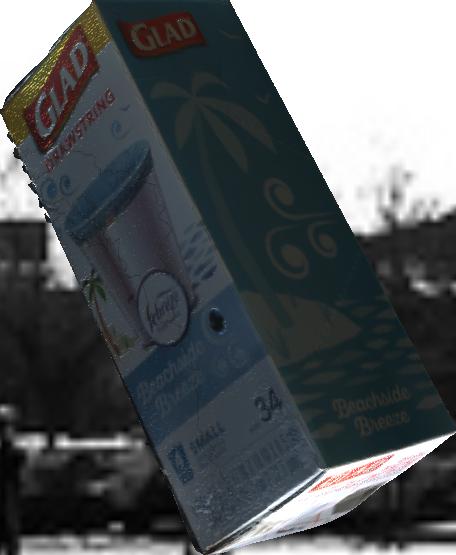 GLAD
DRAWSTRING
febreze
Beachside
Breeze
SMALL
34
GLAD
Beachside
Breeze